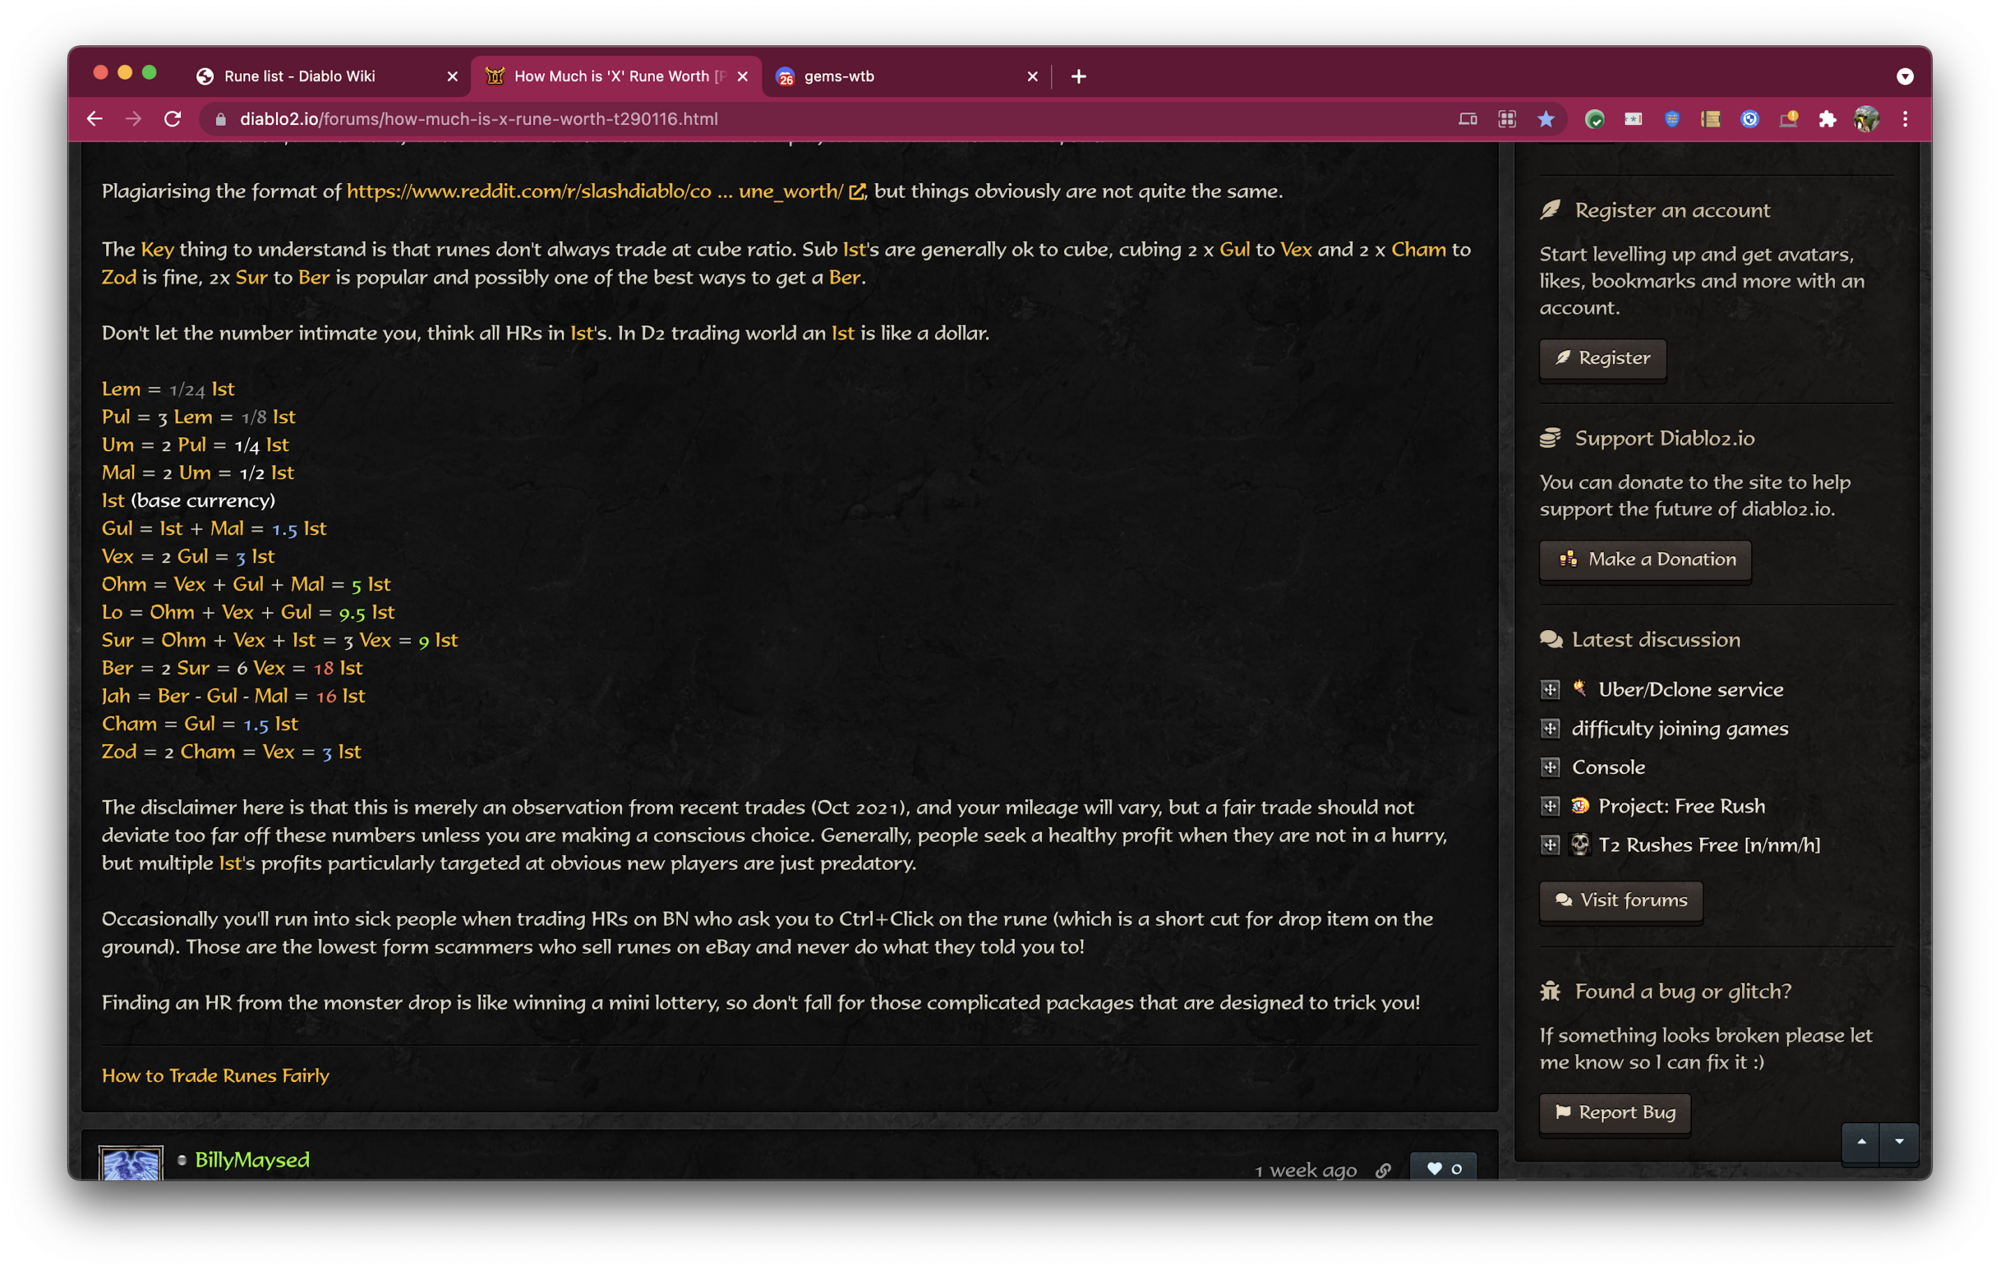 Rune list - Diablo Wiki
How Much is 'X' Rune Worth [P
26
gems-wtb
diablo2.io/forums/how-much-is-x-rune-worth-t290116.html
Plagiarising the format of https://www.reddit.com/r/slashdiablo/co ... une_worth/, but things obviously are not quite the same.
The Key thing to understand is that runes don't always trade at cube ratio. Sub Ist's are generally ok to cube, cubing 2 x Gul to Vex and 2 x Cham to
Zod is fine, 2x Sur to Ber is popular and possibly one of the best ways to get a Ber.
Don't let the number intimate you, think all HRs in Ist's. In D2 trading world an Ist is like a dollar.
Lem = 1/24 Ist
Pul = 3 Lem = 1/8 Ist
Um = 2 Pul = 1/4 Ist
Mal = 2 Um = 1/2 Ist
Ist (base currency)
Gul = Ist + Mal = 1.5 Ist
Vex = 2 Gul = 3 Ist
Ohm = Vex + Gul + Mal = 5 Ist
Lo = Ohm + Vex + Gul = 9.5 Ist
Sur = Ohm + Vex + Ist = 3 Vex = 9 Ist
Ber = 2 Sur = 6 Vex = 18 Ist
Jah = Ber - Gul - Mal = 16 Ist
Cham = Gul = 1.5 Ist
Zod = 2 Cham = Vex = 3 Ist
The disclaimer here is that this is merely an observation from recent trades (Oct 2021), and your mileage will vary, but a fair trade should not
deviate too far off these numbers unless you are making a conscious choice. Generally, people seek a healthy profit when they are not in a hurry,
but multiple Ist's profits particularly targeted at obvious new players are just predatory.
Occasionally you'll run into sick people when trading HRs on BN who ask you to Ctrl+Click on the rune (which is a short cut for drop item on the
ground). Those are the lowest form scammers who sell runes on eBay and never do what they told you to!
Finding an HR from the monster drop is like winning a mini lottery, so don't fall for those complicated packages that are designed to trick you!
How to Trade Runes Fairly
BillyMaysed
1 week ago
0
Register an account
Start levelling up and get avatars,
likes, bookmarks and more with an
account.
Register
Support Diablo2.io
You can donate to the site to help
support the future of diablo2.io.
Make a Donation
Latest discussion
Uber/Dclone service
difficulty joining games
Console
Project: Free Rush
T2 Rushes Free [n/nm/h]
Visit forums
Found a bug or glitch?
If something looks broken please let
me know so I can fix it :)
Report Bug